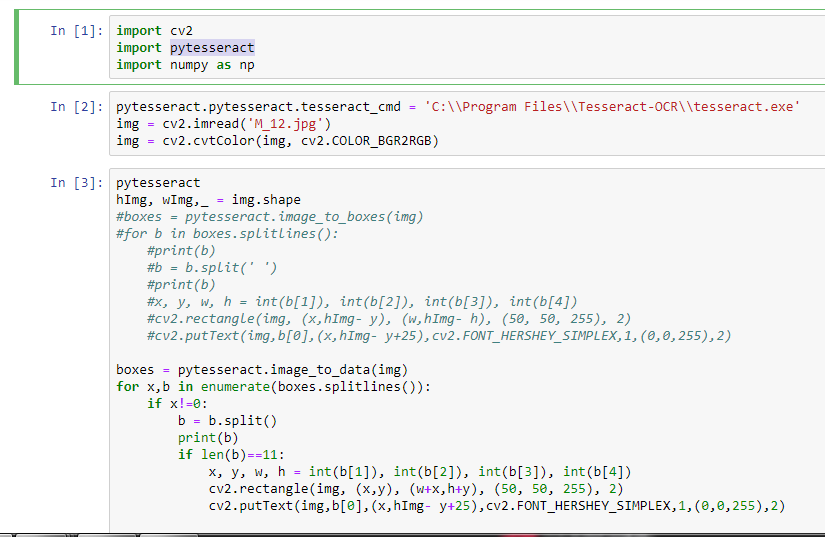 In [1]: import cv2
import pytesseract
import numpy as np
In [2]: pytesseract.pytesseract.tesseract_cmd = 'C:\\Program Files\\Tesseract-OCR\\tesseract.exe'
img = cv2.imread('M_12.jpg')
img = cv2.cvtColor(img, cv2.COLOR_BGR2RGB)
In [3]: pytesseract
hImg, wImg,_ = img.shape
#boxes = pytesseract.image_to_boxes(img)
#for b in boxes.splitlines():
    #print(b)
    #b = b.split(' ')
    #print(b)
    #x, y, w, h = int(b[1]), int(b[2]), int(b[3]), int(b[4])
    #cv2.rectangle(img, (x,hImg- y), (w,hImg- h), (50, 50, 255), 2)
    #cv2.putText(img,b[0],(x,hImg- y+25),cv2.FONT_HERSHEY_SIMPLEX,1,(0,0,255),2)
boxes = pytesseract.image_to_data(img)
for x,b in enumerate(boxes.splitlines()):
    if x!=0:
        b = b.split()
        print(b)
        if len(b)==11:
            x, y, w, h = int(b[1]), int(b[2]), int(b[3]), int(b[4])
            cv2.rectangle(img, (x,y), (w+x,h+y), (50, 50, 255), 2)
            cv2.putText(img,b[0],(x,hImg- y+25),cv2.FONT_HERSHEY_SIMPLEX,1,(0,0,255),2)